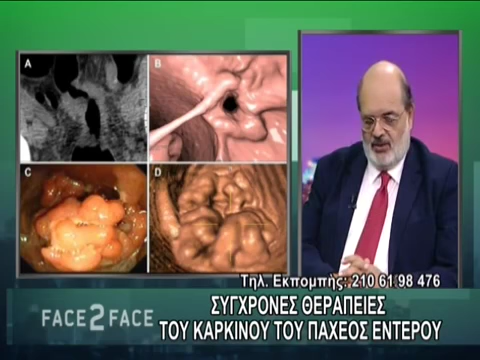 A
B
C
D
Τηλ. Εκπομπής: 210 61 98 476
FACE2FACE
ΣΥΓΧΡΟΝΕΣ ΘΕΡΑΠΕΙΕΣ
ΤΟΥ ΚΑΡΚΙΝΟΥ ΤΟΥ ΠΑΧΕΟΣ ΕΝΤΕΡΟΥ